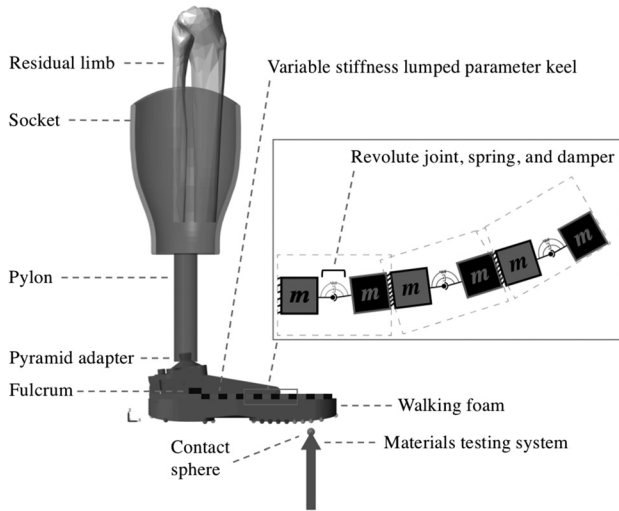 Residual limb
Variable stiffness lumped parameter keel
Socket
Revolute joint, spring, and damper
m
m
m
m
m
m
Pylon
Pyramid adapter
Fulcrum
Walking foam
Contact
sphere
Materials testing system